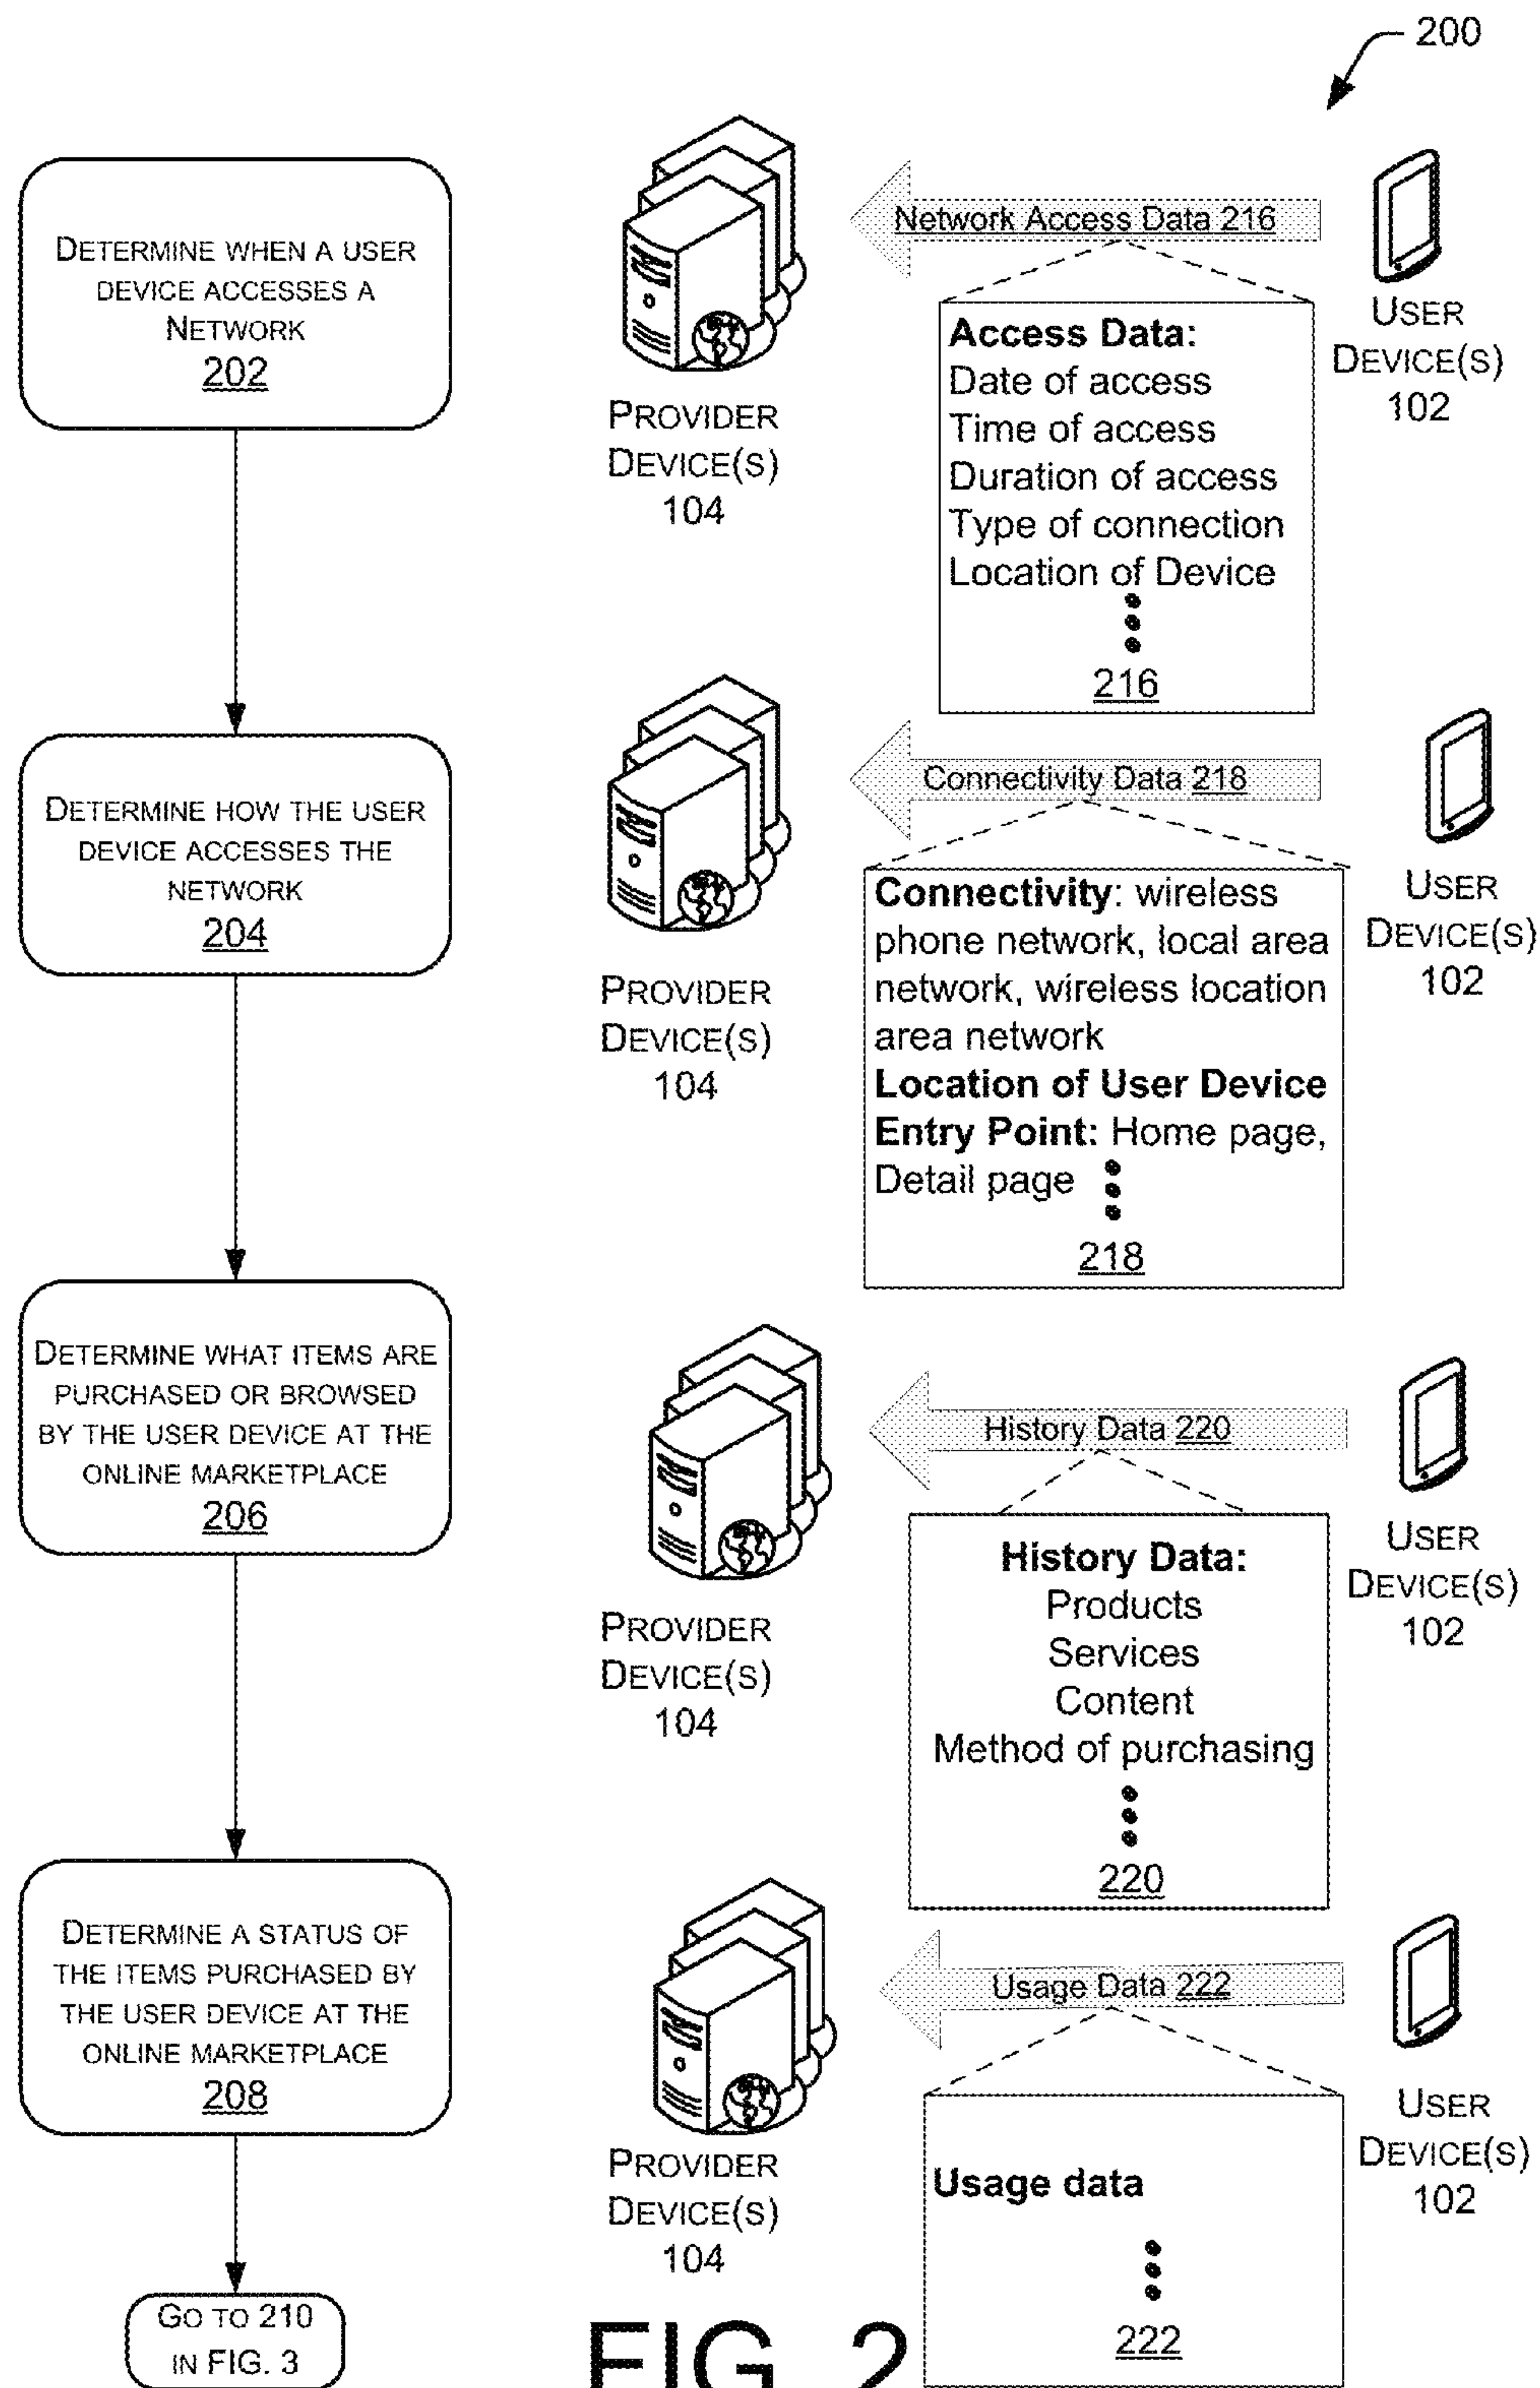 200
DETERMINE WHEN A USER
DEVICE ACCESSES A
NETWORK
202
PROVIDER
DEVICE(S)
104
Network Access Data 216
Access Data:
Date of access
Time of access
Duration of access
Type of connection
Location of Device
216
USER
DEVICE(S)
102
DETERMINE HOW THE USER
DEVICE ACCESSES THE
NETWORK
204
PROVIDER
DEVICE(S)
104
Connectivity Data 218
Connectivity: wireless
phone network, local area
network, wireless location
area network
Location of User Device
Entry Point: Home page,
Detail page
218
USER
DEVICE(S)
102
DETERMINE WHAT ITEMS ARE
PURCHASED OR BROWSED
BY THE USER DEVICE AT THE
ONLINE MARKETPLACE
206
PROVIDER
DEVICE(S)
104
History Data 220
History Data:
Products
Services
Content
Method of purchasing
220
USER
DEVICE(S)
102
DETERMINE A STATUS OF
THE ITEMS PURCHASED BY
THE USER DEVICE AT THE
ONLINE MARKETPLACE
208
PROVIDER
DEVICE(S)
104
Usage Data 222
Usage data
222
USER
DEVICE(S)
102
GO TO 210
IN FIG. 3
FIG. 2